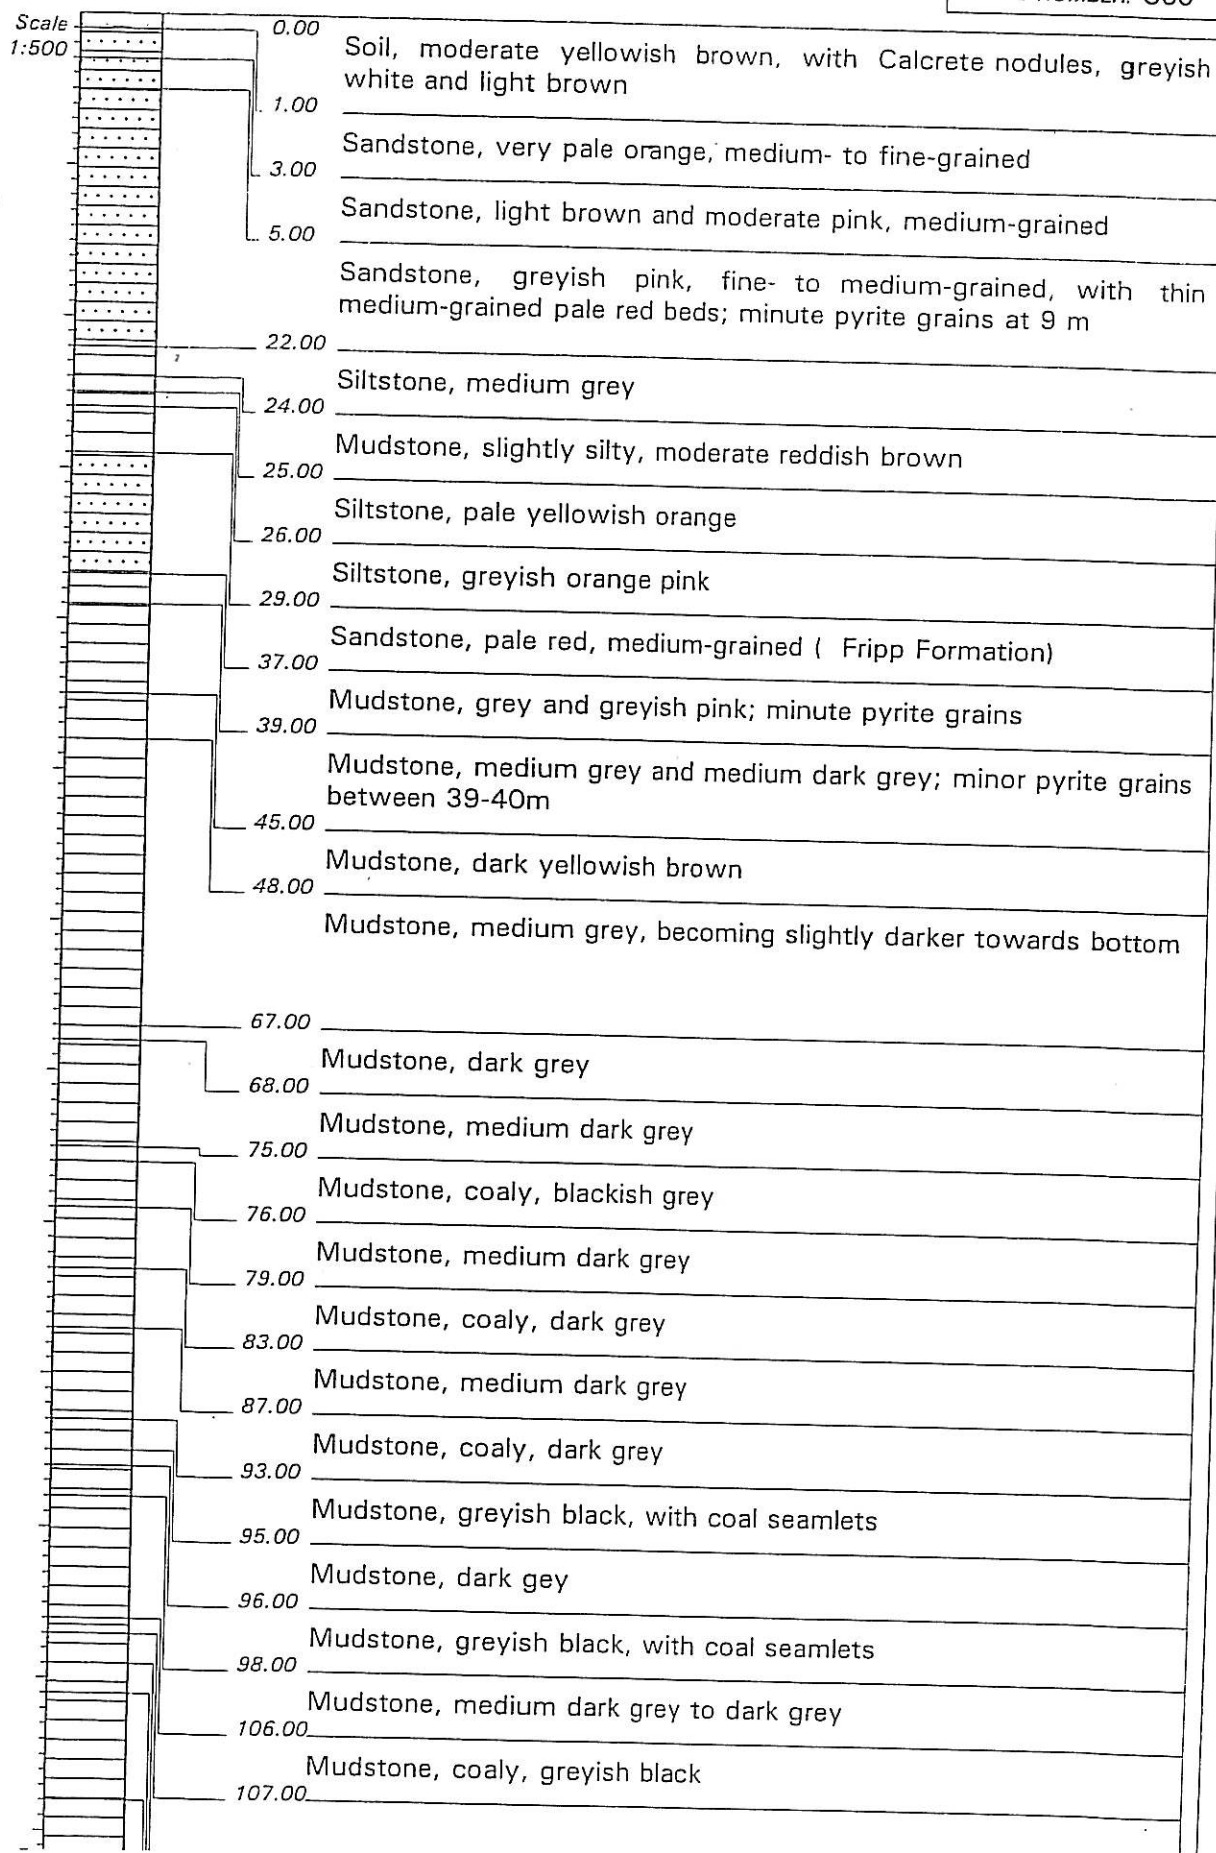 Scale
1:500
0.00
Soil, moderate yellowish brown, with Calcrete nodules, greyish
white and light brown
1.00
Sandstone, very pale orange, medium- to fine-grained
3.00
Sandstone, light brown and moderate pink, medium-grained
5.00
Sandstone, greyish pink, fine- to medium-grained, with thin
medium-grained pale red beds; minute pyrite grains at 9 m
22.00
Siltstone, medium grey
24.00
Mudstone, slightly silty, moderate reddish brown
25.00
Siltstone, pale yellowish orange
26.00
Siltstone, greyish orange pink
29.00
Sandstone, pale red, medium-grained ( Fripp Formation)
37.00
Mudstone, grey and greyish pink; minute pyrite grains
39.00
Mudstone, medium grey and medium dark grey; minor pyrite grains
between 39-40m
45.00
Mudstone, dark yellowish brown
48.00
Mudstone, medium grey, becoming slightly darker towards bottom
67.00
Mudstone, dark grey
68.00
Mudstone, medium dark grey
75.00
Mudstone, coaly, blackish grey
76.00
Mudstone, medium dark grey
79.00
Mudstone, coaly, dark grey
83.00
Mudstone, medium dark grey
87.00
Mudstone, coaly, dark grey
93.00
Mudstone, greyish black, with coal seamlets
95.00
Mudstone, dark gey
96.00
Mudstone, greyish black, with coal seamlets
98.00
Mudstone, medium dark grey to dark grey
106.00
Mudstone, coaly, greyish black
107.00